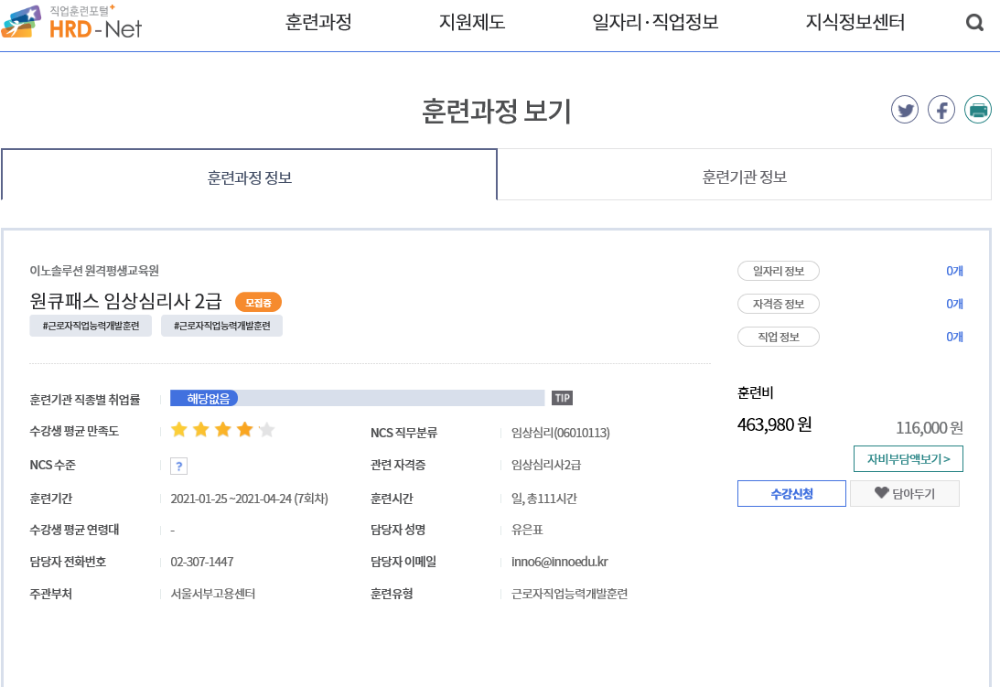 직업훈련포털+
HRD-Net
훈련과정 지원제도 일자리·직업정보 지식정보센터
훈련과정 보기
훈련과정 정보 훈련기관 정보
이노솔루션 원격평생교육원
원큐패스 임상심리사 2급 모집중
#근로자직업능력개발훈련 #근로자직업능력개발훈련
훈련기관 직종별 취업률 해당없음 TIP
수강생 평균 만족도 NCS 직무분류 임상심리(06010113)
NCS 수준 ? 관련 자격증 임상심리사2급
훈련기간 2021-01-25 ~2021-04-24 (7회차) 훈련시간 일, 총111시간
수강생 평균 연령대 - 담당자 성명 유은표
담당자 전화번호 02-307-1447 담당자 이메일 inno6@innoedu.kr
주관부처 서울서부고용센터 훈련유형 근로자직업능력개발훈련
일자리 정보 0개
자격증 정보 0개
직업 정보 0개
훈련비
463,980 원 116,000 원
자비부담액보기 >
수강신청 담아두기